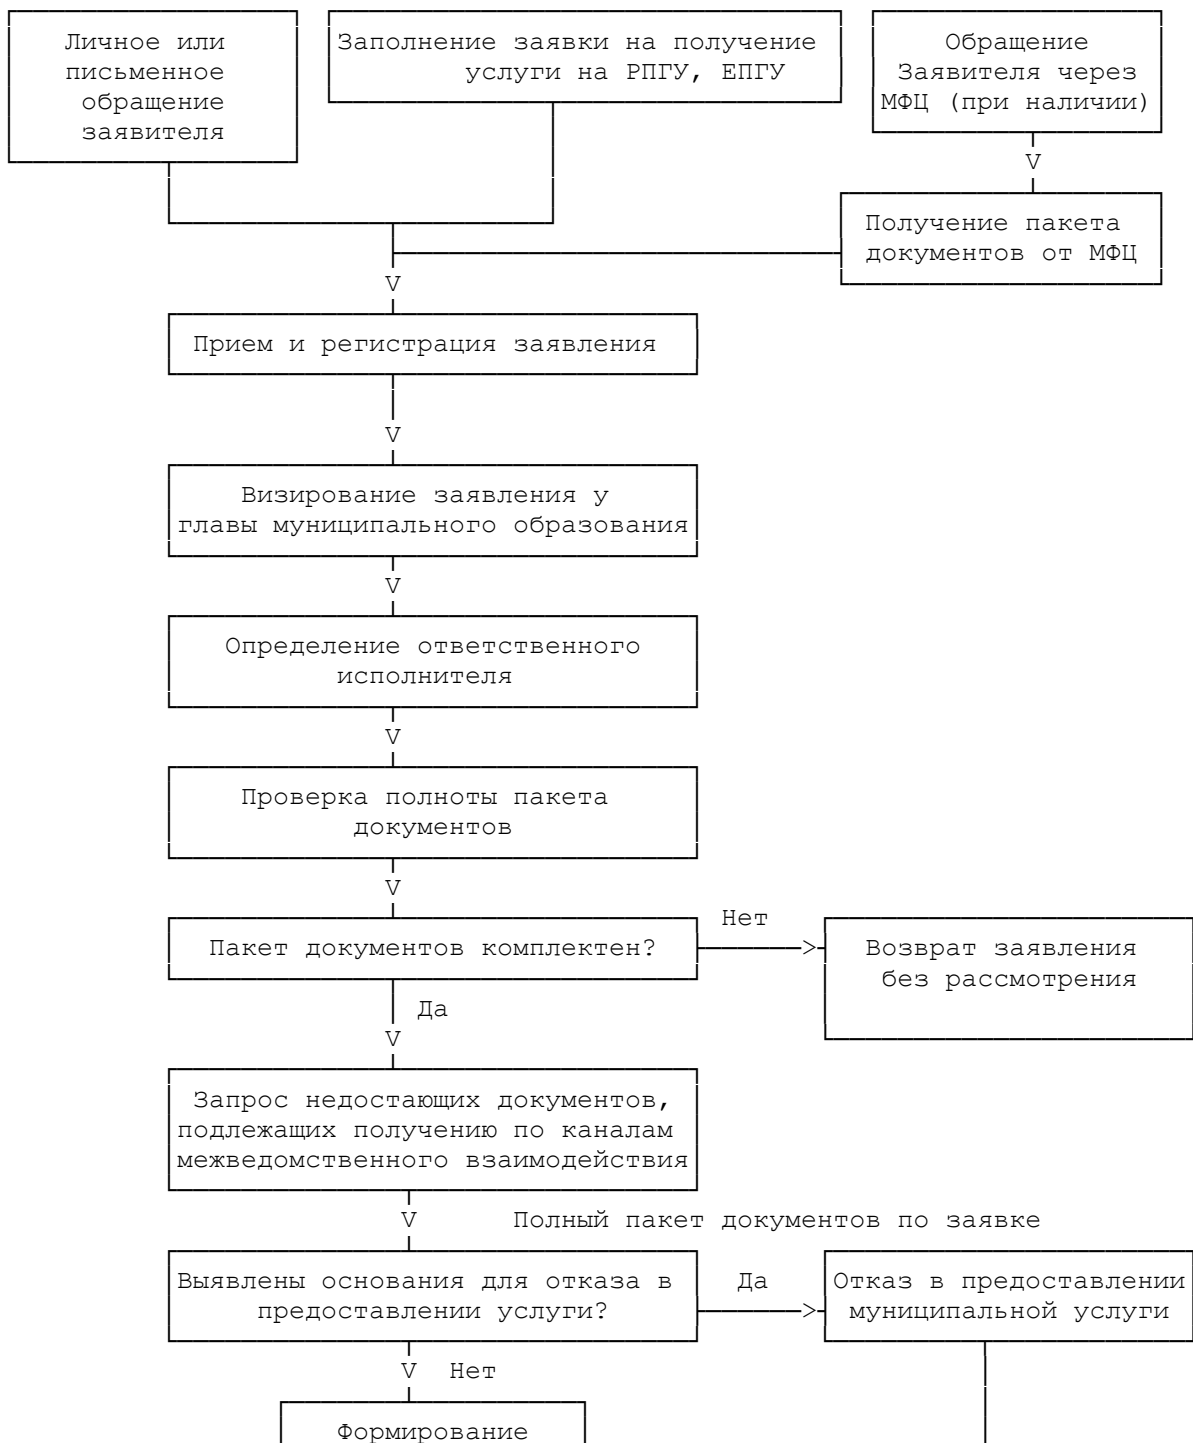 Личное или
письменное
обращение
заявителя
Заполнение заявки на получение
услуги на РПГУ, ЕПГУ
Обращение
Заявителя через
МФЦ (при наличии)
V
Получение пакета
документов от МФЦ
V
Прием и регистрация заявления
V
Визирование заявления у
главы муниципального образования
V
Определение ответственного
исполнителя
V
Проверка полноты пакета
документов
V
Пакет документов комплектен?
Нет
>
Возврат заявления
без рассмотрения
Да
V
Запрос недостающих документов,
подлежащих получению по каналам
межведомственного взаимодействия
V Полный пакет документов по заявке
Выявлены основания для отказа в
предоставлении услуги?
Да
>
Отказ в предоставлении
муниципальной услуги
V Нет
Формирование